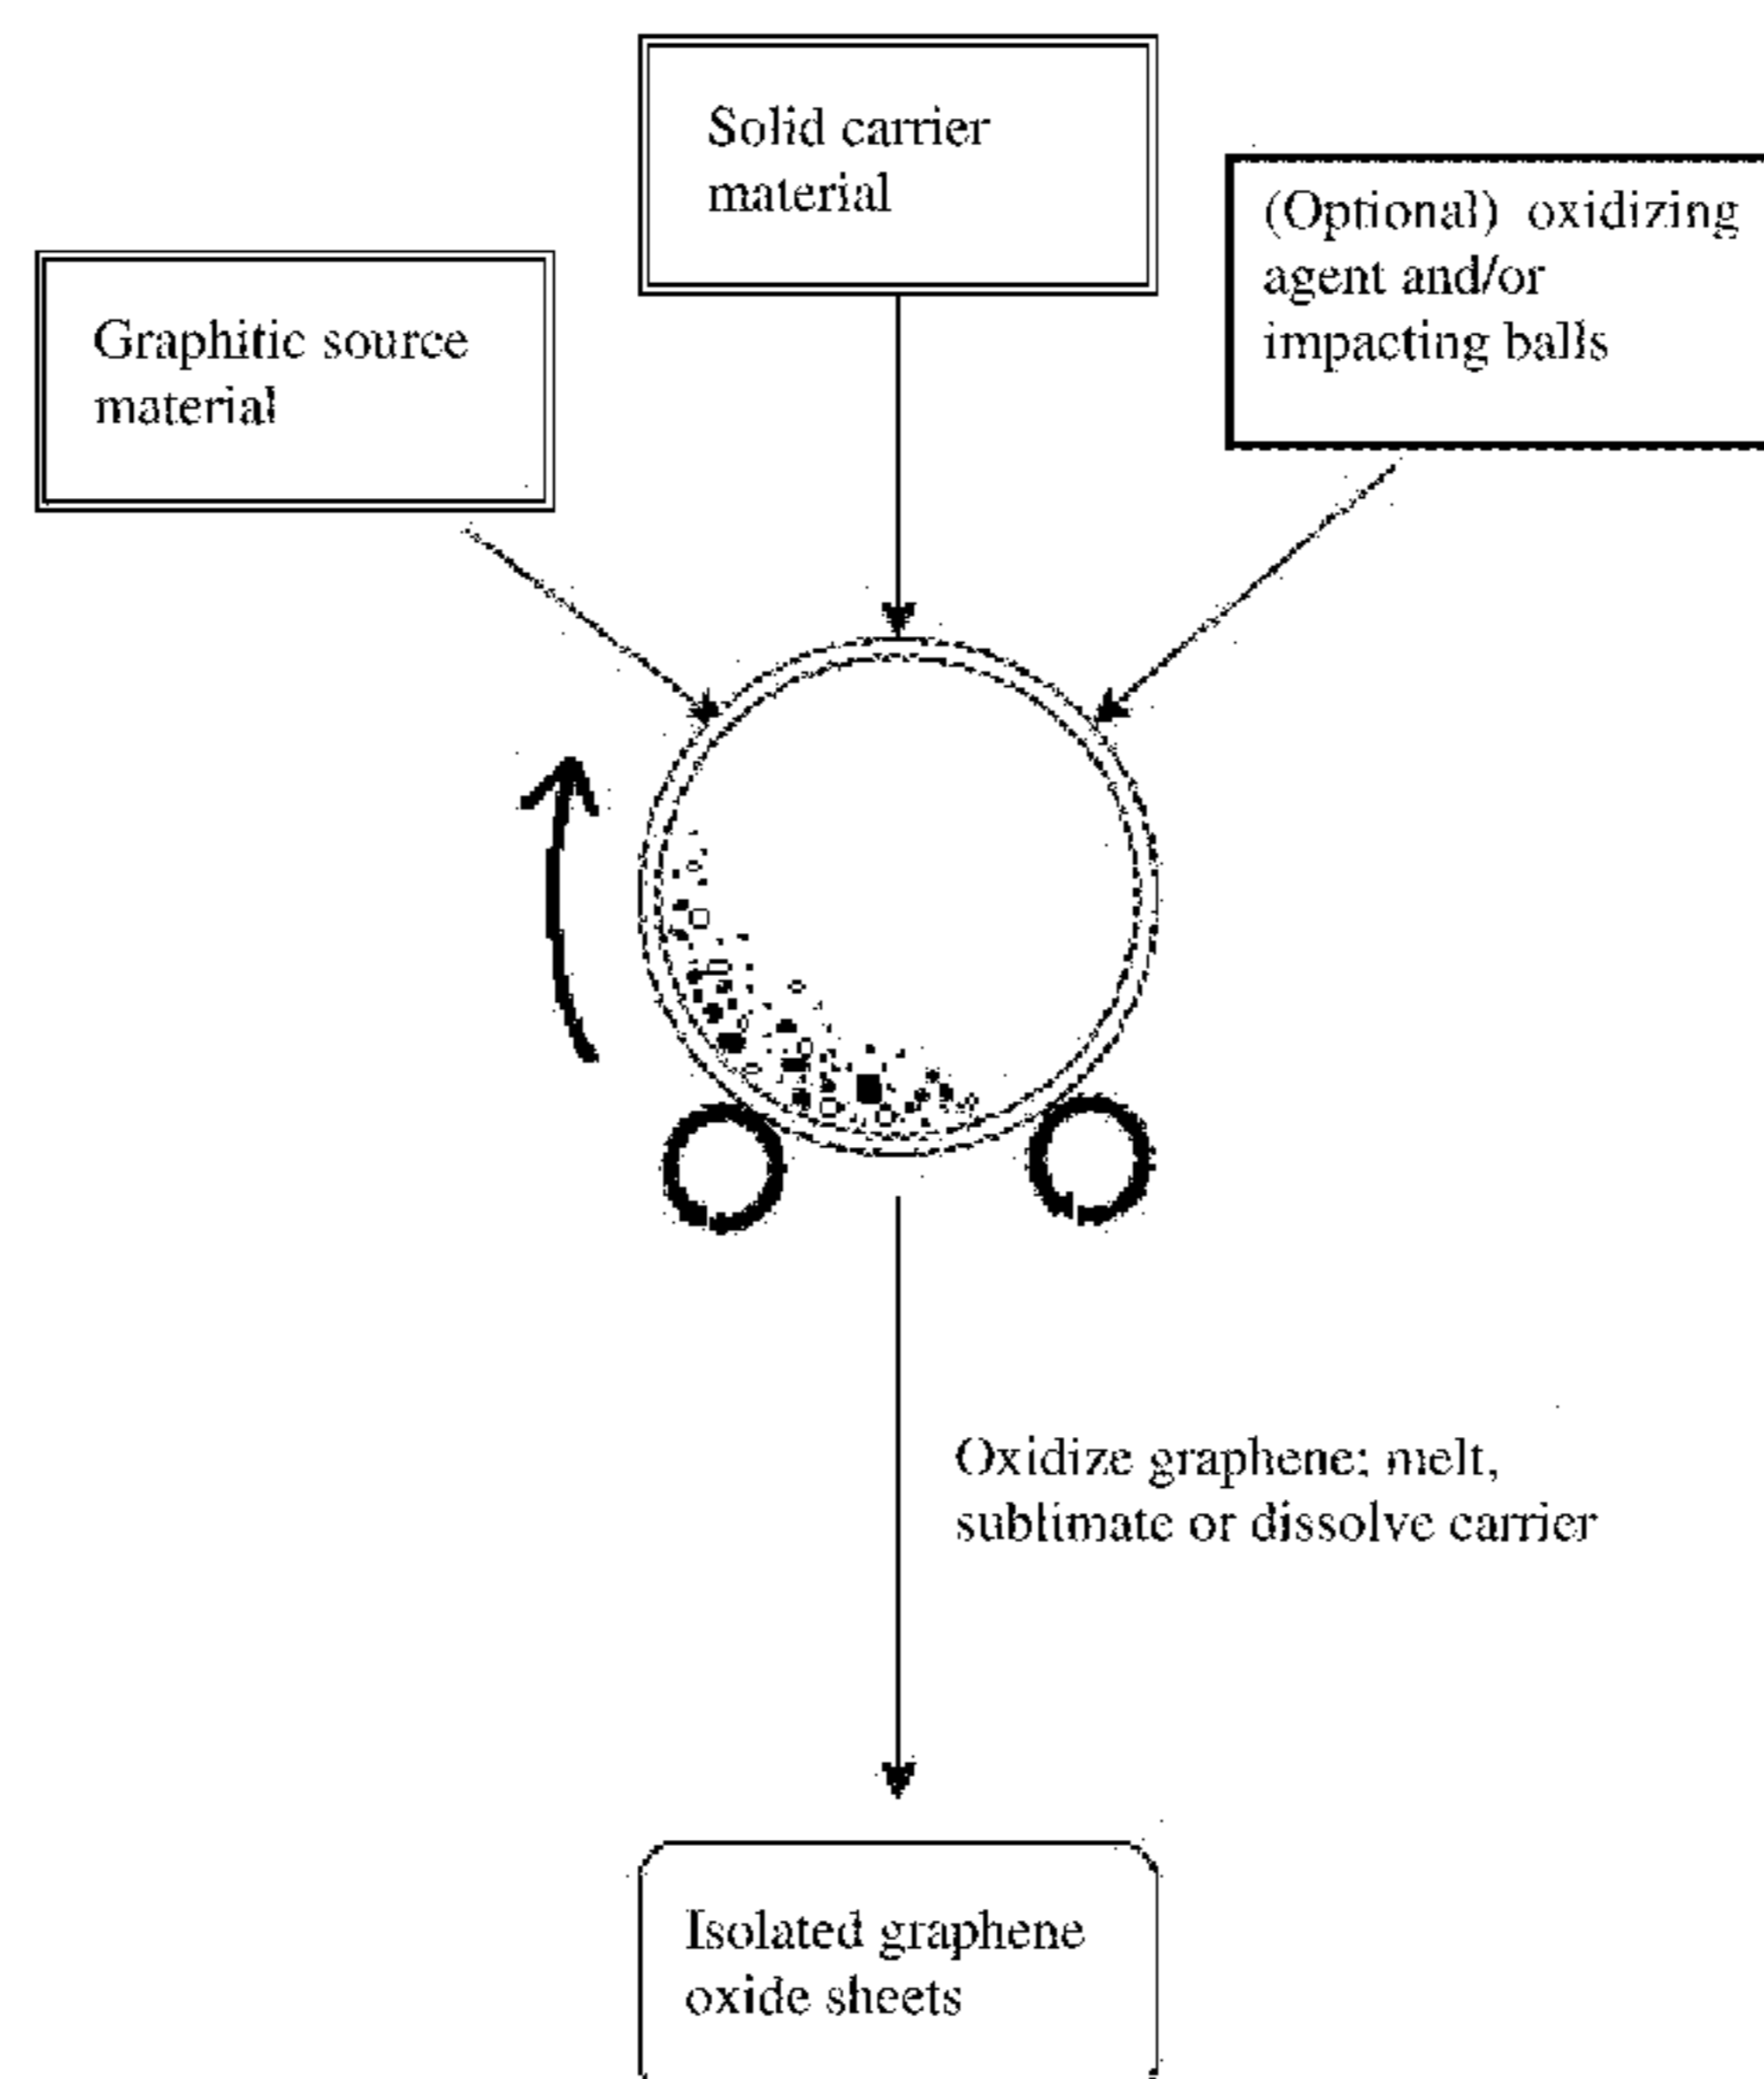 Solid carrier
material
(Optional) oxidizing
agent and/or
impacting balls
Graphitic source
material
Oxidize graphene; melt,
sublimate or dissolve carrier
Isolated graphene
oxide sheets